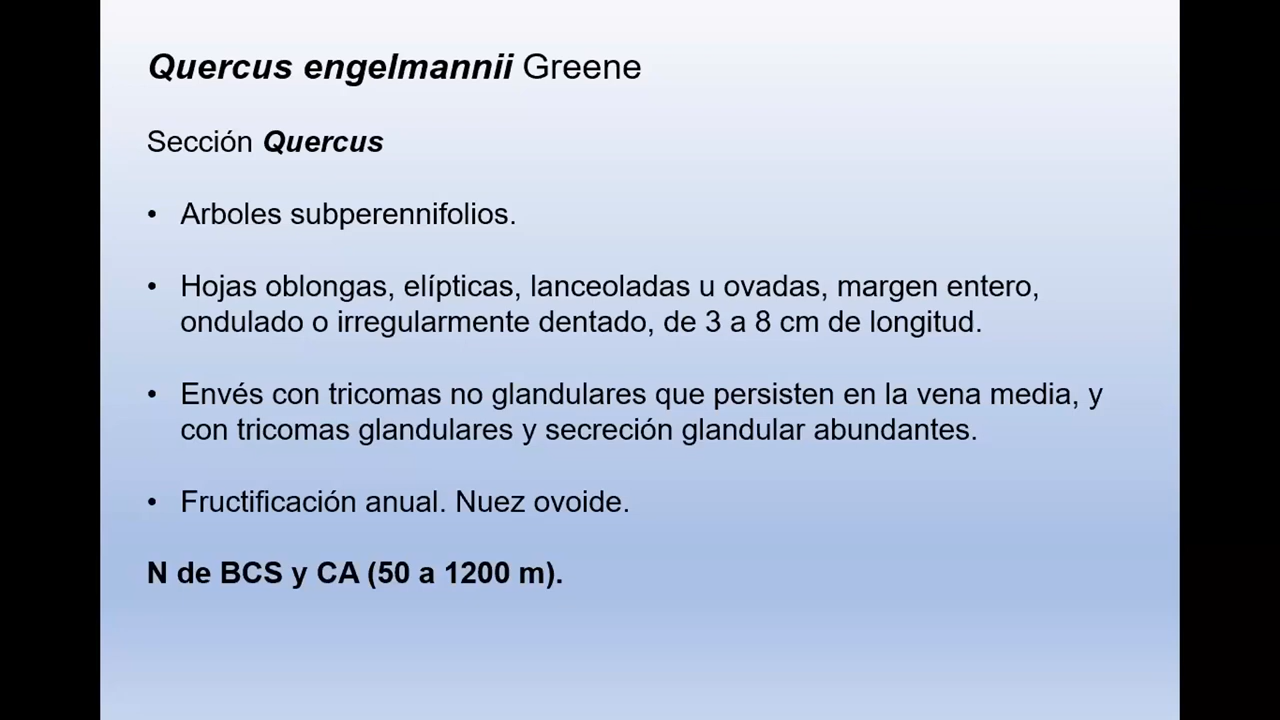 Quercus engelmannii Greene
Sección Quercus
• Arboles subperennifolios.
• Hojas oblongas, elípticas, lanceoladas u ovadas, margen entero,
ondulado o irregularmente dentado, de 3 a 8 cm de longitud.
• Envés con tricomas no glandulares que persisten en la vena media, y
con tricomas glandulares y secreción glandular abundantes.
• Fructificación anual. Nuez ovoide.
N de BCS y CA (50 a 1200 m).